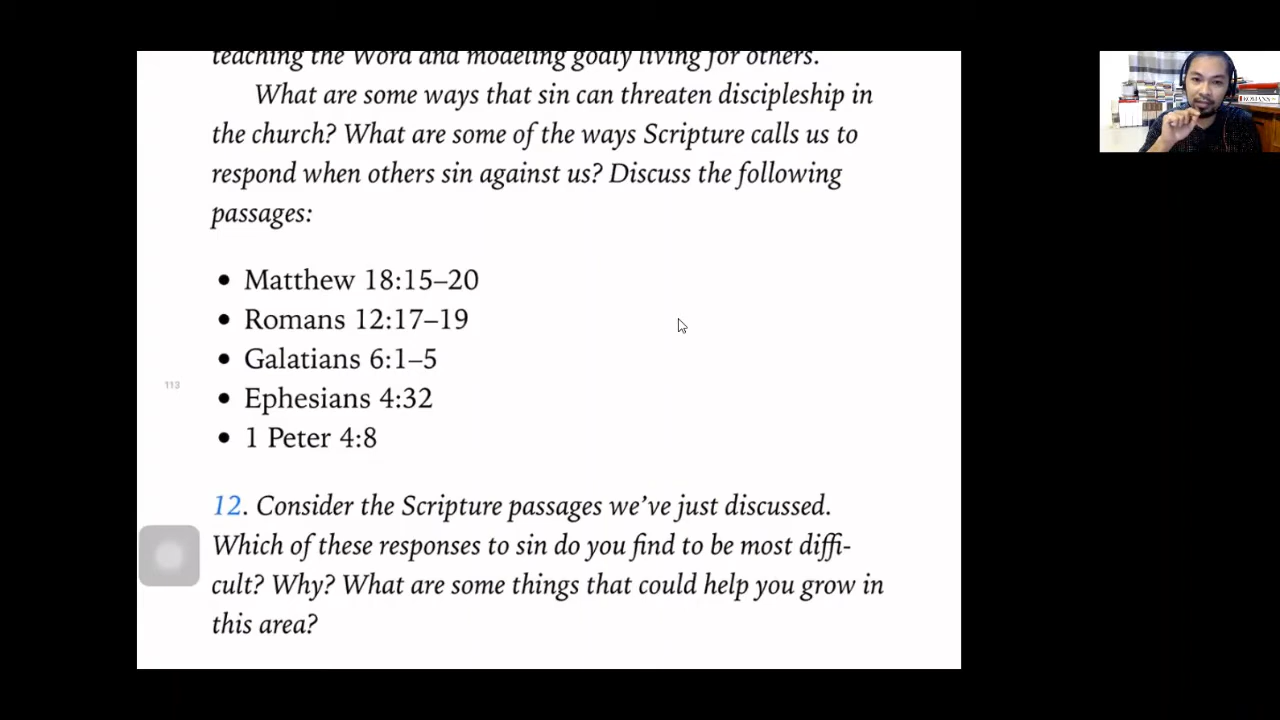 teaching the Word and modeling godly living for others.
What are some ways that sin can threaten discipleship in
the church? What are some of the ways Scripture calls us to
respond when others sin against us? Discuss the following
passages:
• Matthew 18:15–20
• Romans 12:17–19
• Galatians 6:1–5
• Ephesians 4:32
• 1 Peter 4:8
113
12. Consider the Scripture passages we’ve just discussed.
Which of these responses to sin do you find to be most diffi-
cult? Why? What are some things that could help you grow in
this area?
ROMANS